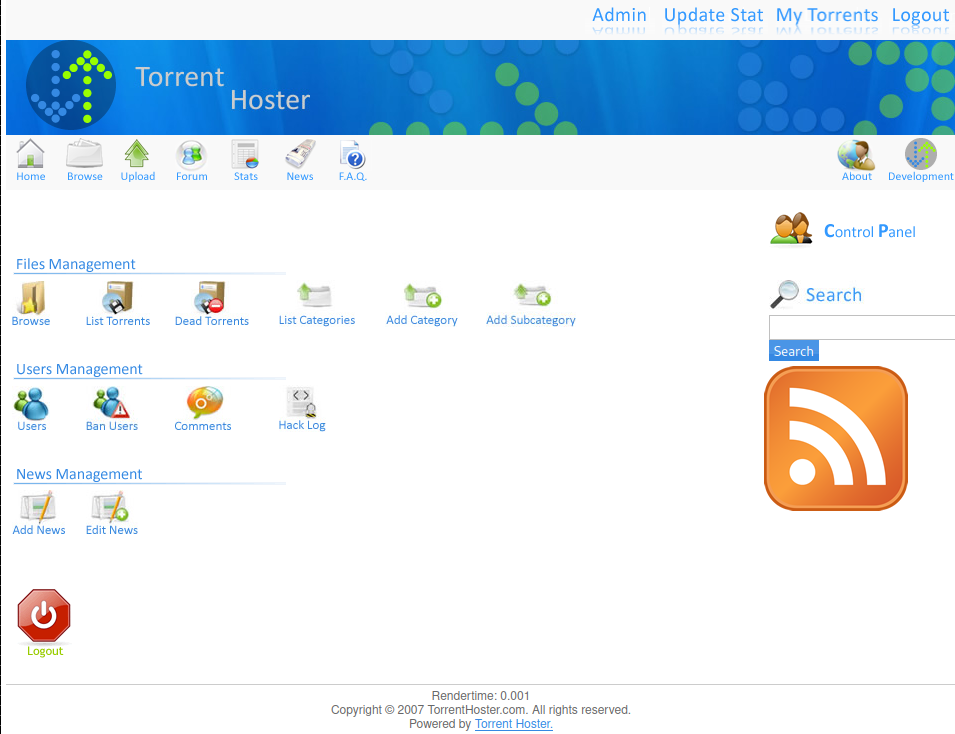 Admin Update Stat My Torrents Logout
Torrent
Hoster
Home Browse Upload Forum Stats News F.A.Q. About Development
Control Panel
Files Management
Browse List Torrents Dead Torrents List Categories Add Category Add Subcategory
Search
Search
Users Management
Users Ban Users Comments Hack Log
News Management
Add News Edit News
Logout
Rendertime: 0.001
Copyright © 2007 TorrentHoster.com. All rights reserved.
Powered by Torrent Hoster.